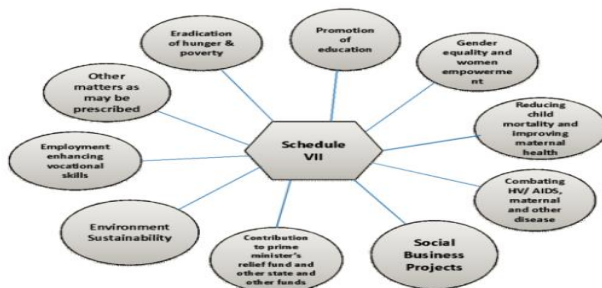 Eradication
of hunger &
poverty
Promotion
of
education
Gender
equality and
women
empowerme
nt
Other
matters as
may be
prescribed
Reducing
child
mortality and
improving
maternal
health
Schedule
VII
Employment
enhancing
vocational
skills
Combating
HV/ AIDS,
maternal
and other
disease
Environment
Sustainability
Contribution
to prime
minister's
relief fund and
other state and
other funds
Social
Business
Projects